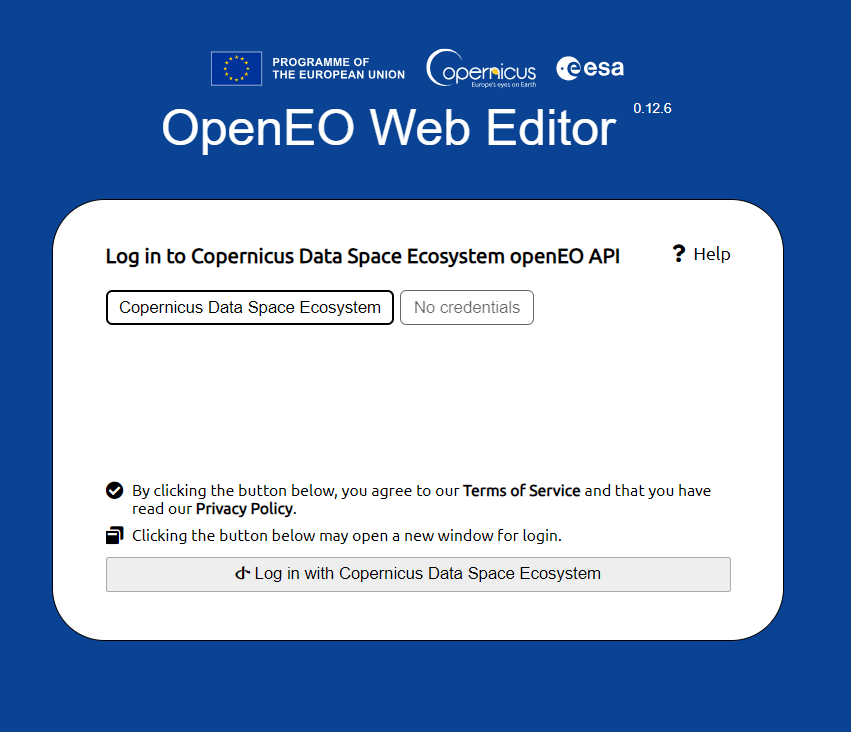 PROGRAMME OF
THE EUROPEAN UNION
Copernicus
Europe's eyes on Earth
esa
OpenEO Web Editor 0.12.6
Log in to Copernicus Data Space Ecosystem openEO API
? Help
Copernicus Data Space Ecosystem
No credentials
By clicking the button below, you agree to our Terms of Service and that you have
read our Privacy Policy.
Clicking the button below may open a new window for login.
Log in with Copernicus Data Space Ecosystem